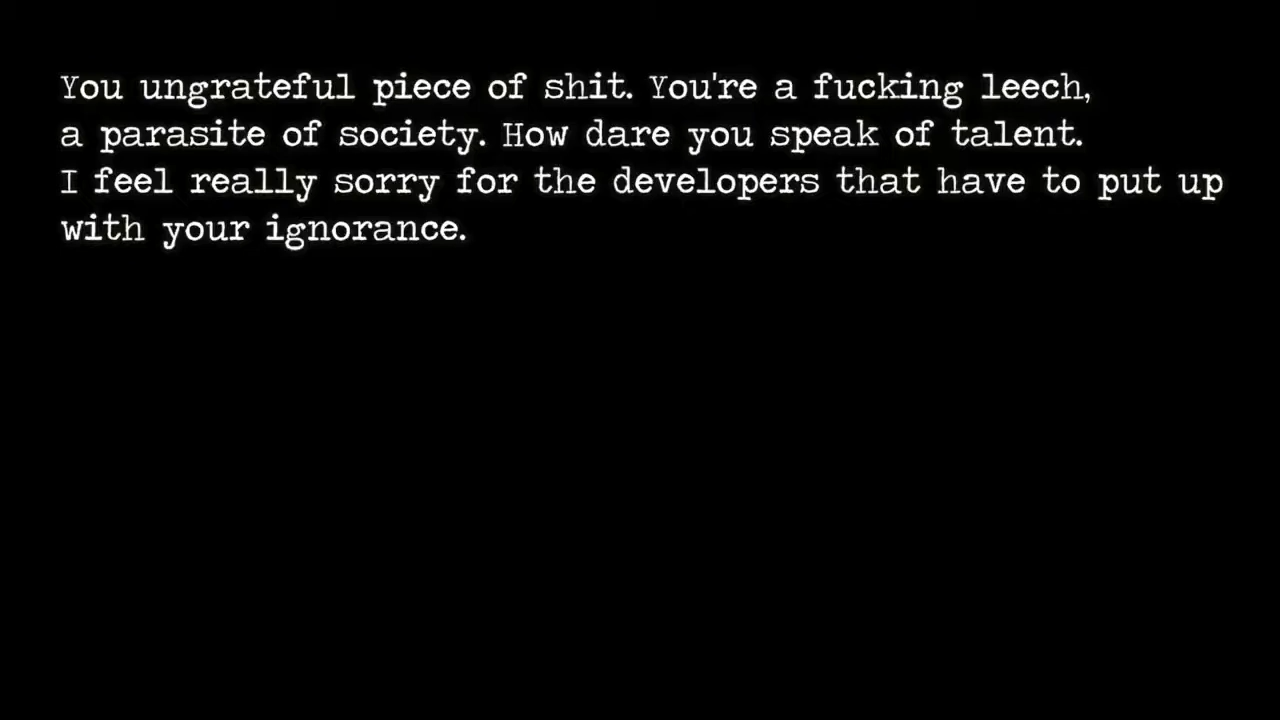 You ungrateful piece of shit. You're a fucking leech,
a parasite of society. How dare you speak of talent.
I feel really sorry for the developers that have to put up
with your ignorance.